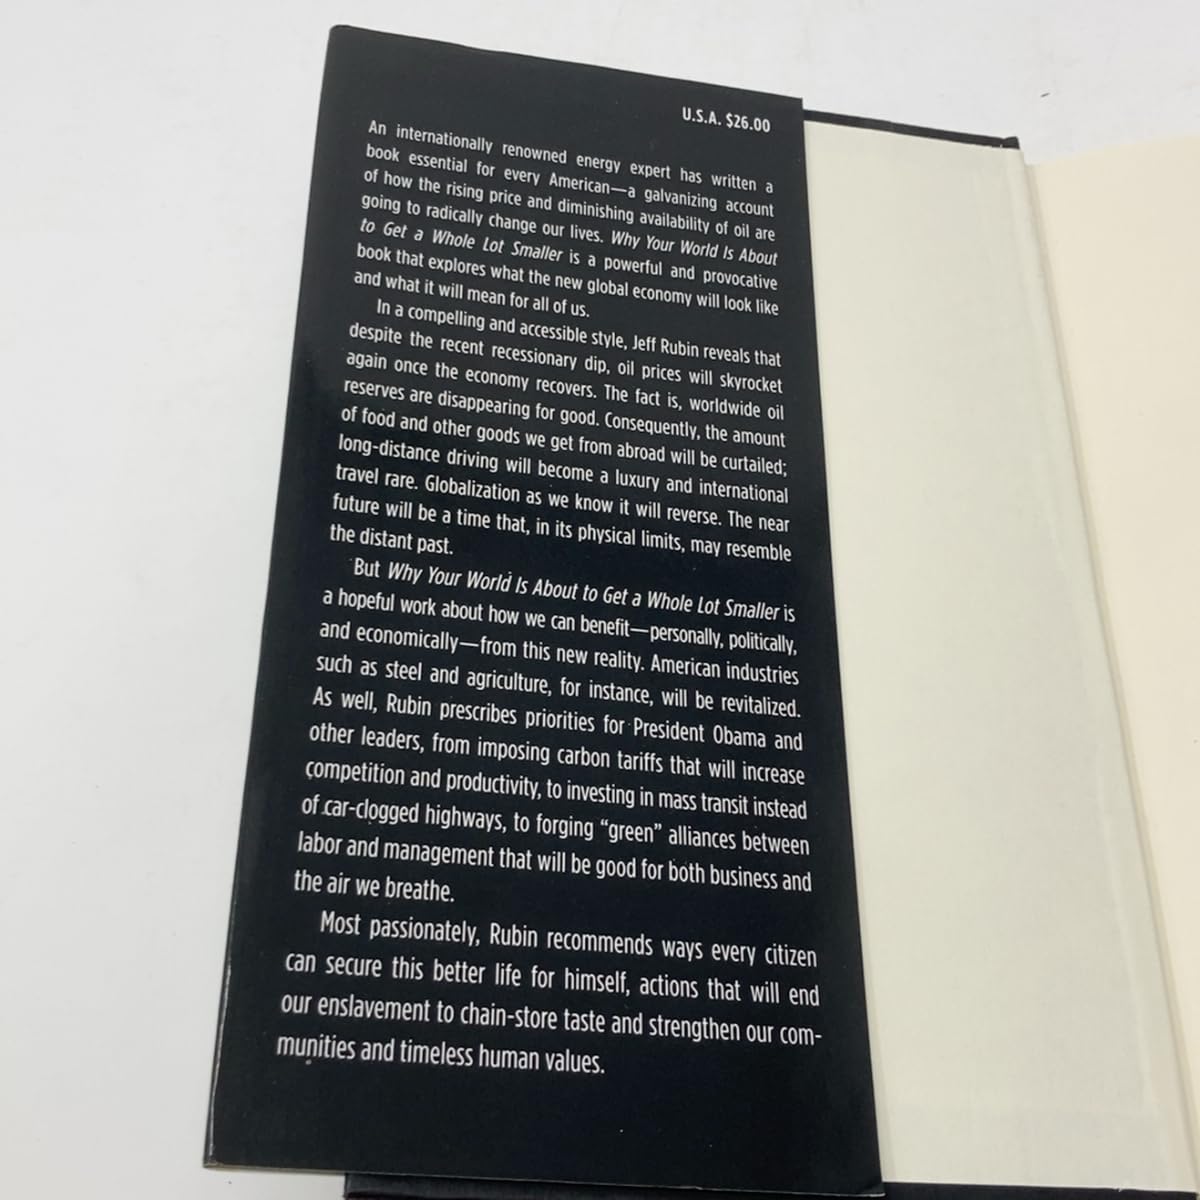 U.S.A. $26.00
An internationally renowned energy expert has written a
book essential for every American—a galvanizing account
of how the rising price and diminishing availability of oil are
going to radically change our lives. Why Your World Is About
to Get a Whole Lot Smaller is a powerful and provocative
book that explores what the new global economy will look like
and what it will mean for all of us.
In a compelling and accessible style, Jeff Rubin reveals that
despite the recent recessionary dip, oil prices will skyrocket
again once the economy recovers. The fact is, worldwide oil
reserves are disappearing for good. Consequently, the amount
of food and other goods we get from abroad will be curtailed;
long-distance driving will become a luxury and international
travel rare. Globalization as we know it will reverse. The near
future will be a time that, in its physical limits, may resemble
the distant past.
But Why Your World Is About to Get a Whole Lot Smaller is
a hopeful work about how we can benefit—personally, politically,
and economically—from this new reality. American industries
such as steel and agriculture, for instance, will be revitalized.
As well, Rubin prescribes priorities for President Obama and
other leaders, from imposing carbon tariffs that will increase
competition and productivity, to investing in mass transit instead
of car-clogged highways, to forging “green” alliances between
labor and management that will be good for both business and
the air we breathe.
Most passionately, Rubin recommends ways every citizen
can secure this better life for himself, actions that will end
our enslavement to chain-store taste and strengthen our com-
munities and timeless human values.